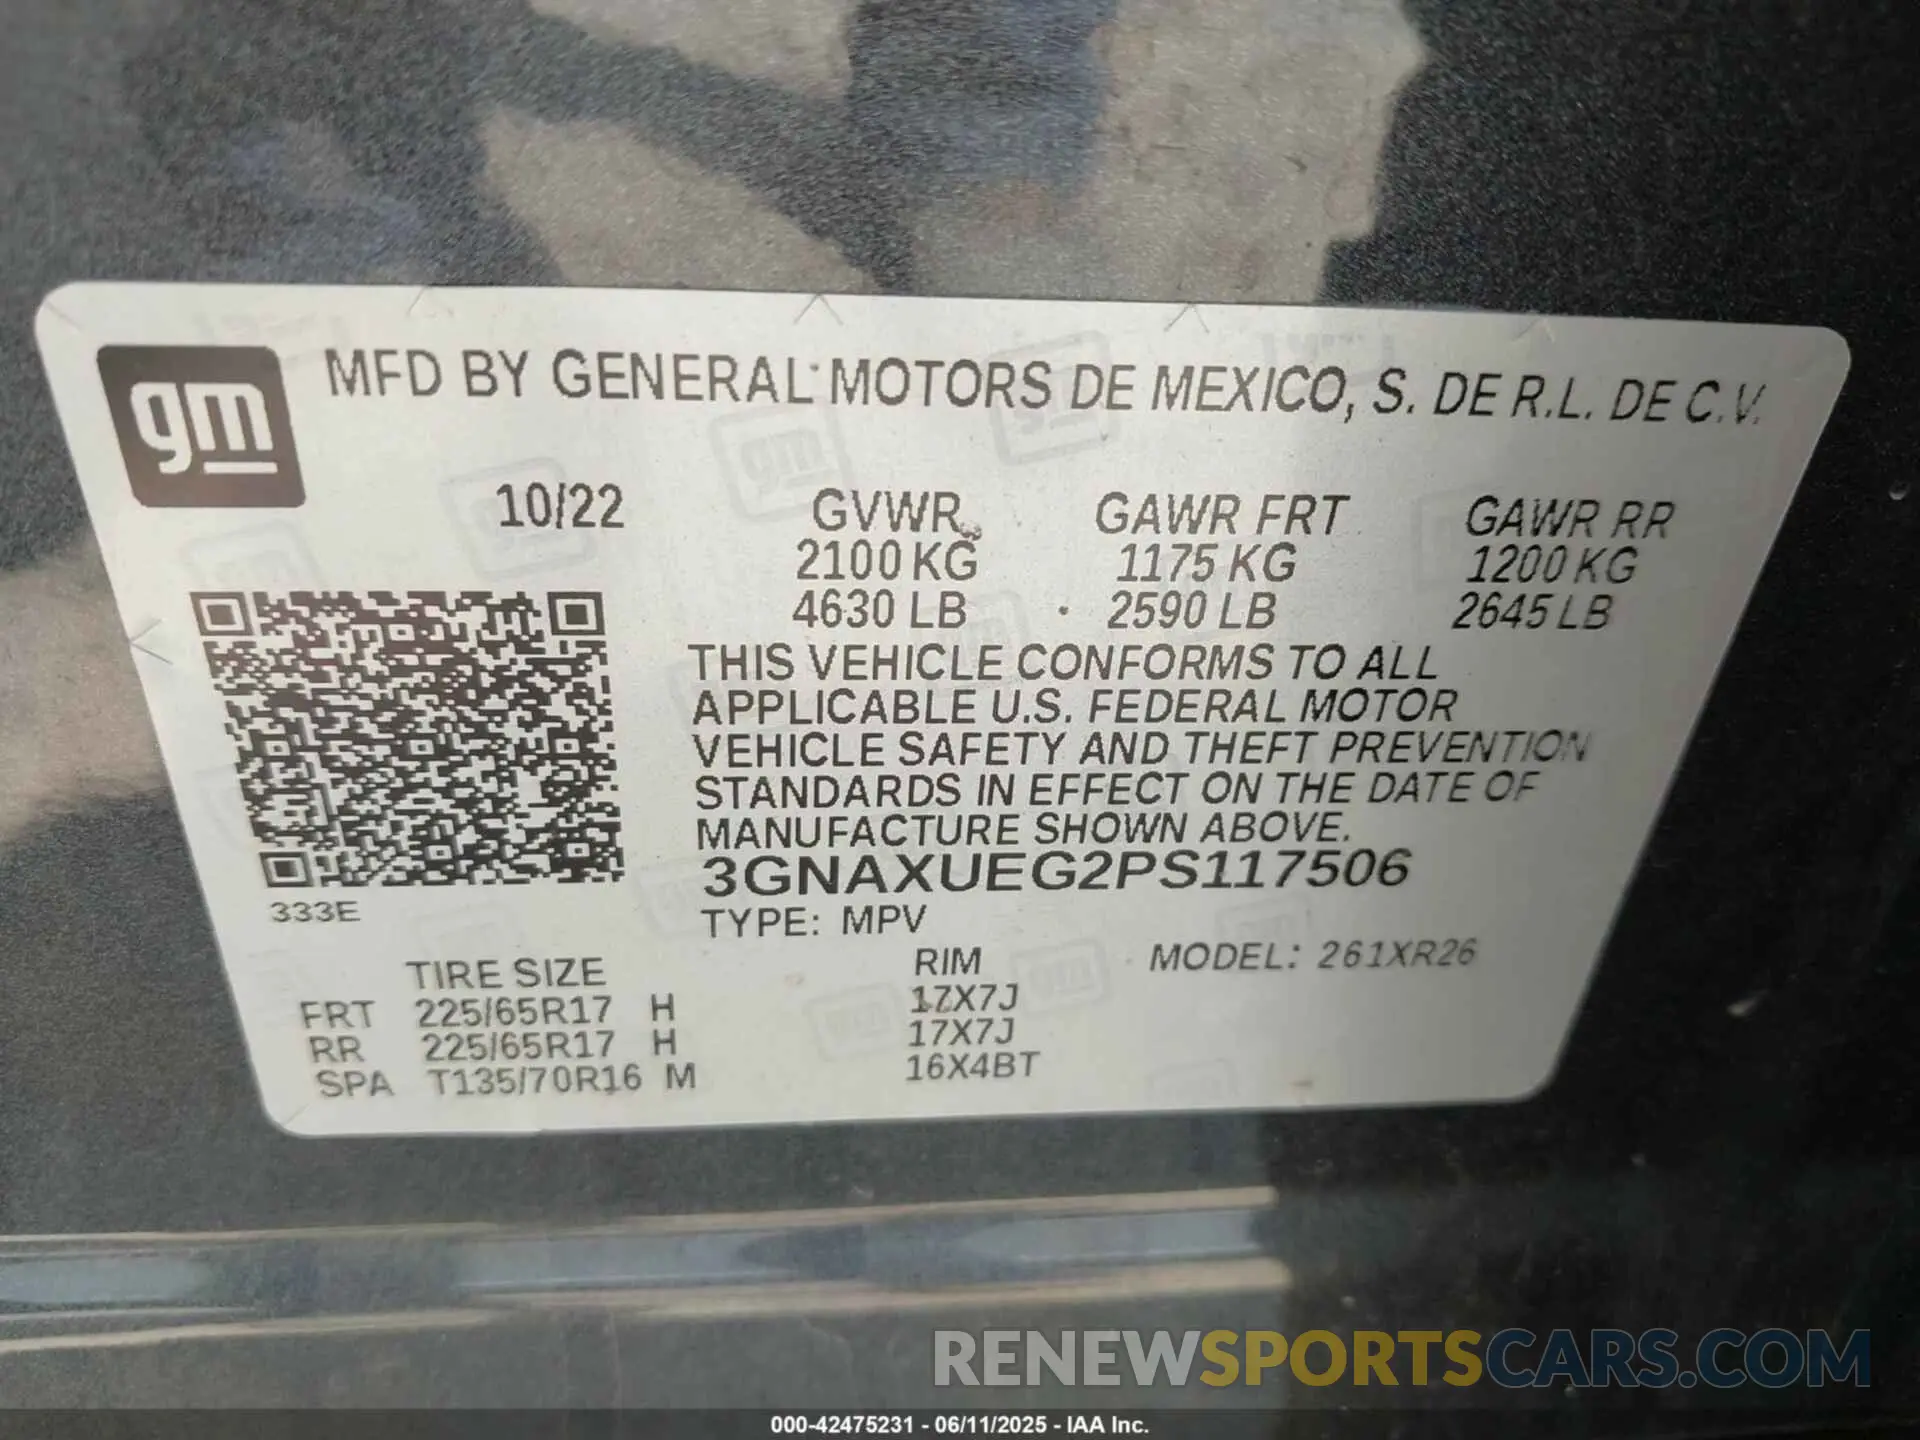 gm
MFD BY GENERAL MOTORS DE MEXICO, S. DE R.L. DE C.V.
10/22 GVWR GAWR FRT GAWR RR
2100 KG 1175 KG 1200 KG
4630 LB 2590 LB 2645 LB
THIS VEHICLE CONFORMS TO ALL
APPLICABLE U.S. FEDERAL MOTOR
VEHICLE SAFETY AND THEFT PREVENTION
STANDARDS IN EFFECT ON THE DATE OF
MANUFACTURE SHOWN ABOVE.
3GNAXUEG2PS117506
333E
TYPE: MPV
MODEL: 261XR26
TIRE SIZE RIM
FRT 225/65R17 H 17X7J
RR 225/65R17 H 17X7J
SPA T135/70R16 M 16X4BT
RENEWSPORTSCARS.COM
000-42475231 - 06/11/2025 - IAA Inc.